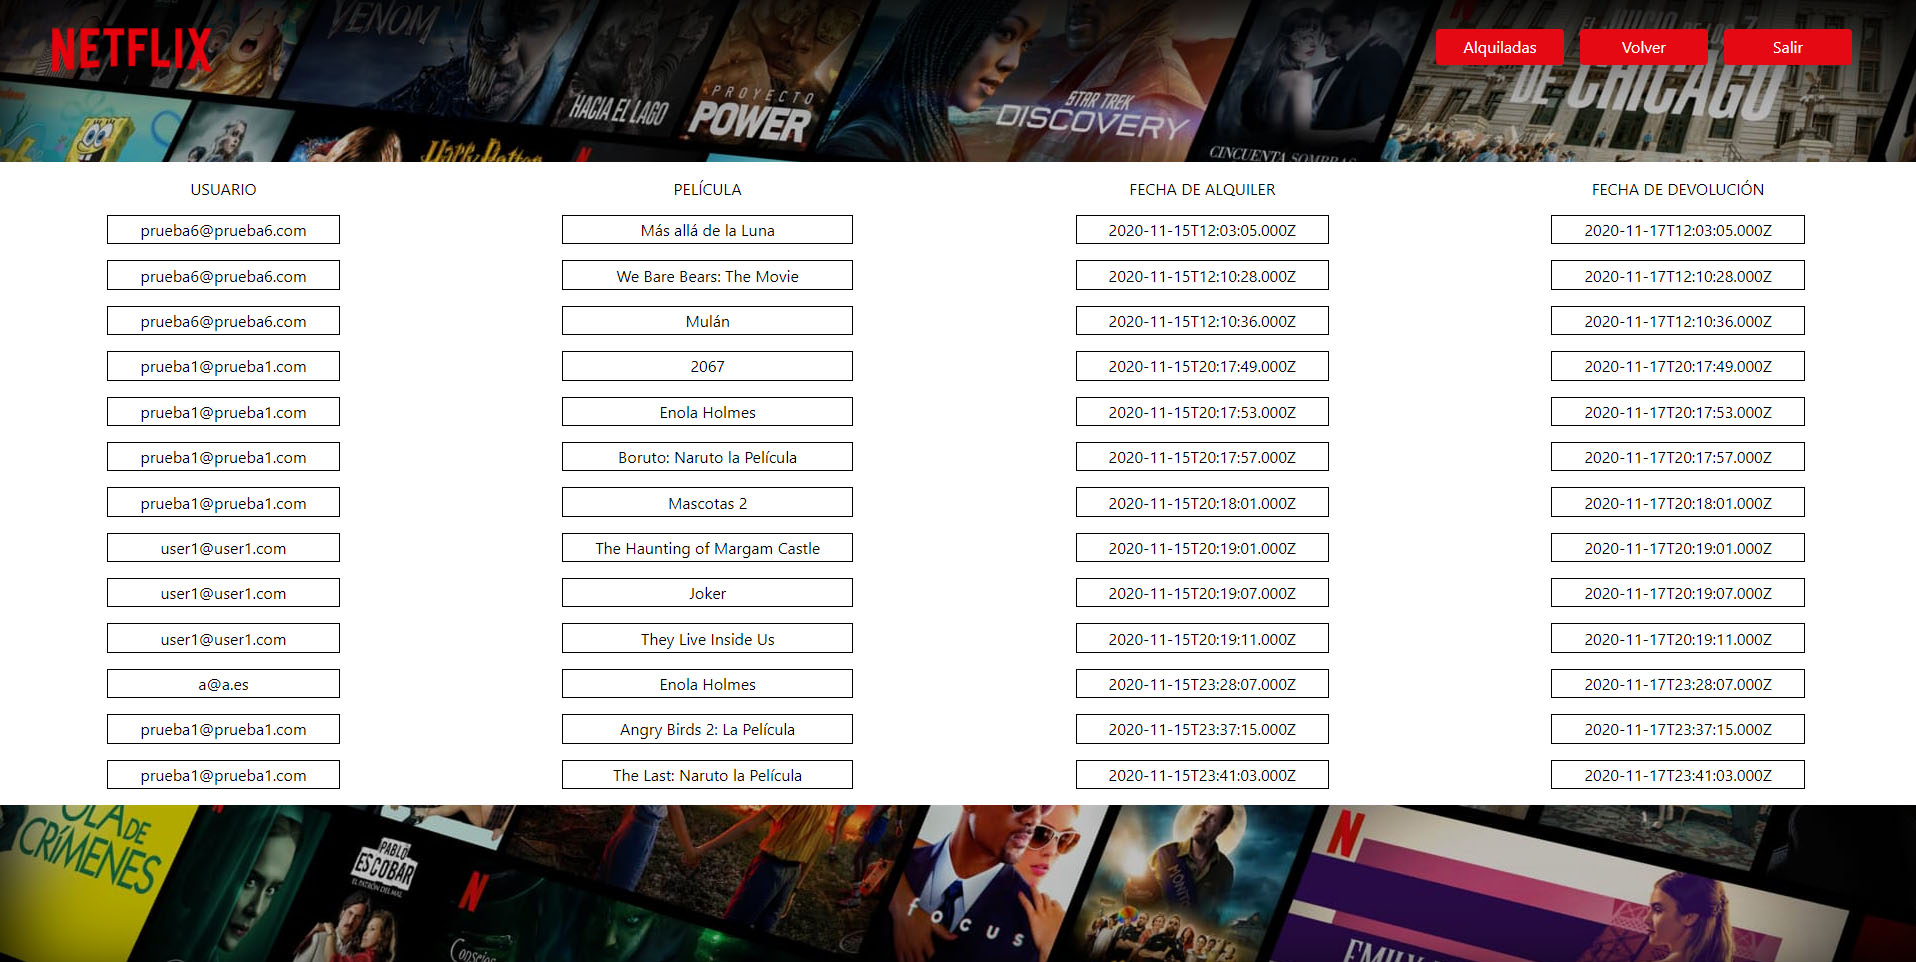 NETFLIX
Alquiladas
Volver
Salir
VENOM
HACIA EL LAGO
PROYECTO
POWER
STAR TREK
DISCOVERY
CINCUENTA SOMBRAS
EL JUICIO DE LOS 7
DE CHICAGO
Harry Potter
USUARIO PELÍCULA FECHA DE ALQUILER FECHA DE DEVOLUCIÓN
prueba6@prueba6.com Más allá de la Luna 2020-11-15T12:03:05.000Z 2020-11-17T12:03:05.000Z
prueba6@prueba6.com We Bare Bears: The Movie 2020-11-15T12:10:28.000Z 2020-11-17T12:10:28.000Z
prueba6@prueba6.com Mulán 2020-11-15T12:10:36.000Z 2020-11-17T12:10:36.000Z
prueba1@prueba1.com 2067 2020-11-15T20:17:49.000Z 2020-11-17T20:17:49.000Z
prueba1@prueba1.com Enola Holmes 2020-11-15T20:17:53.000Z 2020-11-17T20:17:53.000Z
prueba1@prueba1.com Boruto: Naruto la Película 2020-11-15T20:17:57.000Z 2020-11-17T20:17:57.000Z
prueba1@prueba1.com Mascotas 2 2020-11-15T20:18:01.000Z 2020-11-17T20:18:01.000Z
user1@user1.com The Haunting of Margam Castle 2020-11-15T20:19:01.000Z 2020-11-17T20:19:01.000Z
user1@user1.com Joker 2020-11-15T20:19:07.000Z 2020-11-17T20:19:07.000Z
user1@user1.com They Live Inside Us 2020-11-15T20:19:11.000Z 2020-11-17T20:19:11.000Z
a@a.es Enola Holmes 2020-11-15T23:28:07.000Z 2020-11-17T23:28:07.000Z
prueba1@prueba1.com Angry Birds 2: La Película 2020-11-15T23:37:15.000Z 2020-11-17T23:37:15.000Z
prueba1@prueba1.com The Last: Naruto la Película 2020-11-15T23:41:03.000Z 2020-11-17T23:41:03.000Z
OLA DE
CRÍMENES
PABLO
ESCOBAR
EL PATRÓN DEL MAL
N
focus
N
EMILY